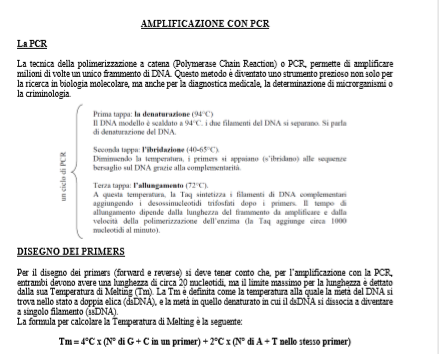 AMPLIFICAZIONE CON PCR
La PCR
La tecnica della polimerizzazione a catena (Polymerase Chain Reaction) o PCR, permette di amplificare
milioni di volte un unico frammento di DNA. Questo metodo è diventato uno strumento prezioso non solo per
la ricerca in biologia molecolare, ma anche per la diagnostica medicale, la determinazione di microrganismi o
la criminologia.
un ciclo di PCR
Prima tappa: la denaturazione (94°C)
Il DNA modello è scaldato a 94°C. i due filamenti del DNA si separano. Si parla
di denaturazione del DNA.
Seconda tappa: l'ibridazione (40-65°C).
Diminuendo la temperatura, i primers si appaiano (s'ibridano) alle sequenze
bersaglio sul DNA grazie alla complementarità.
Terza tappa: l'allungamento (72°C).
A questa temperatura, la Taq sintetizza i filamenti di DNA complementari
aggiungendo i desossinucleotidi trifosfati dopo i primers. Il tempo di
allungamento dipende dalla lunghezza del frammento da amplificare e dalla
velocità della polimerizzazione dell'enzima (la Taq aggiunge circa 1000
nucleotidi al minuto).
DISEGNO DEI PRIMERS
Per il disegno dei primers (forward e reverse) si deve tener conto che, per l'amplificazione con la PCR,
entrambi devono avere una lunghezza di circa 20 nucleotidi, ma il limite massimo per la lunghezza è dettato
dalla sua Temperatura di Melting (Tm). La Tm è definita come la temperatura alla quale la metà del DNA si
trova nello stato a doppia elica (dsDNA), e la metà in quello denaturato in cui il dsDNA si dissocia a diventare
a singolo filamento (ssDNA).
La formula per calcolare la Temperatura di Melting è la seguente:
Tm = 4°C x (N° di G + C in un primer) + 2°C x (N° di A + T nello stesso primer)